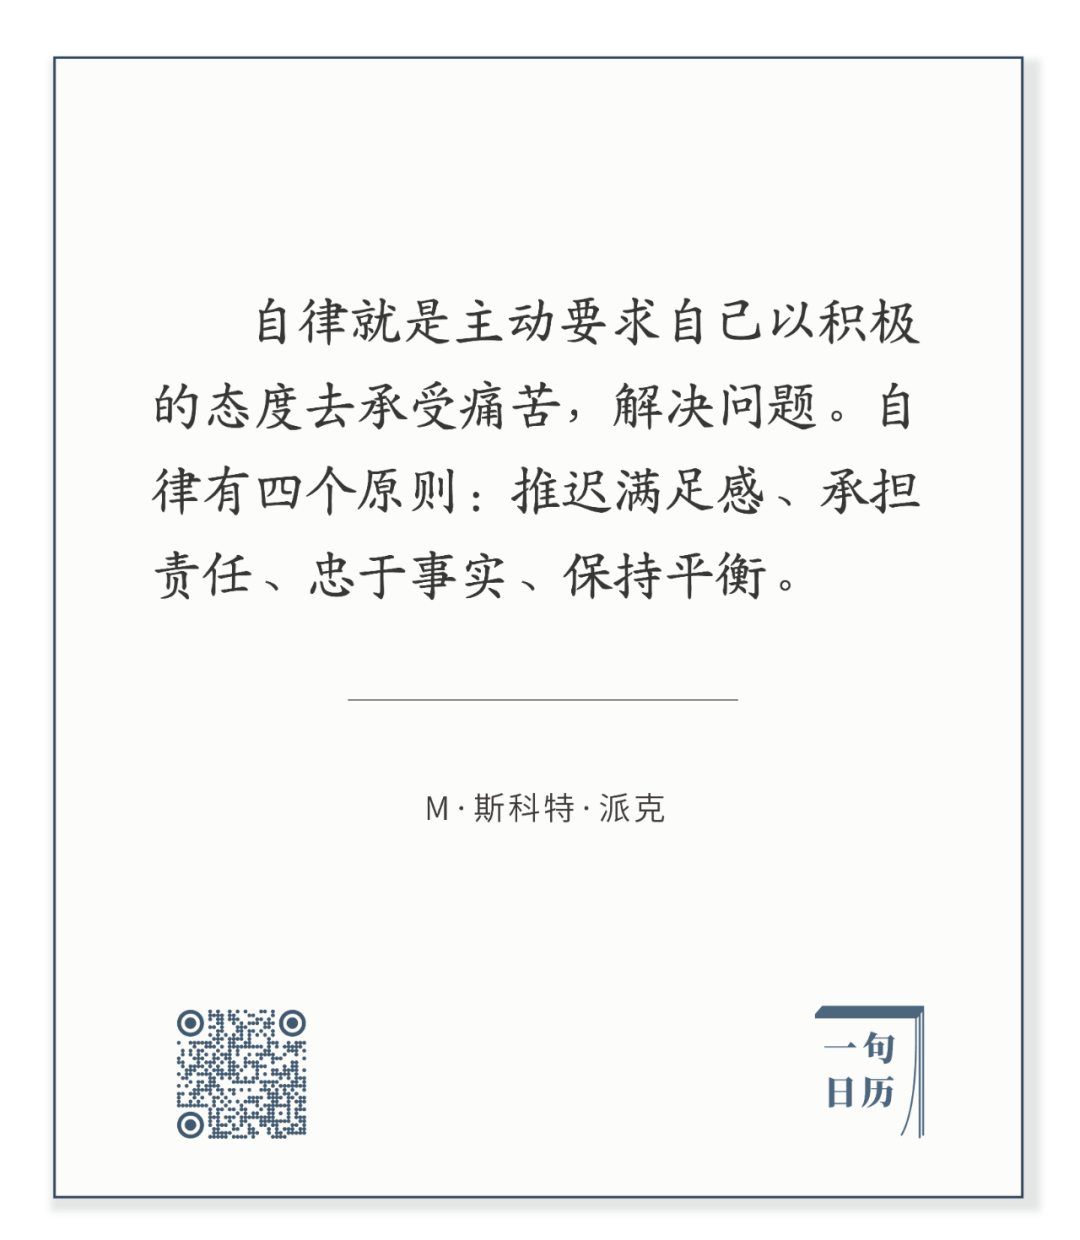 自律就是主动要求自己以积极
的态度去承受痛苦，解决问题。自
律有四个原则：推迟满足感、承担
责任、忠于事实、保持平衡。
M·斯科特·派克
一句
日历